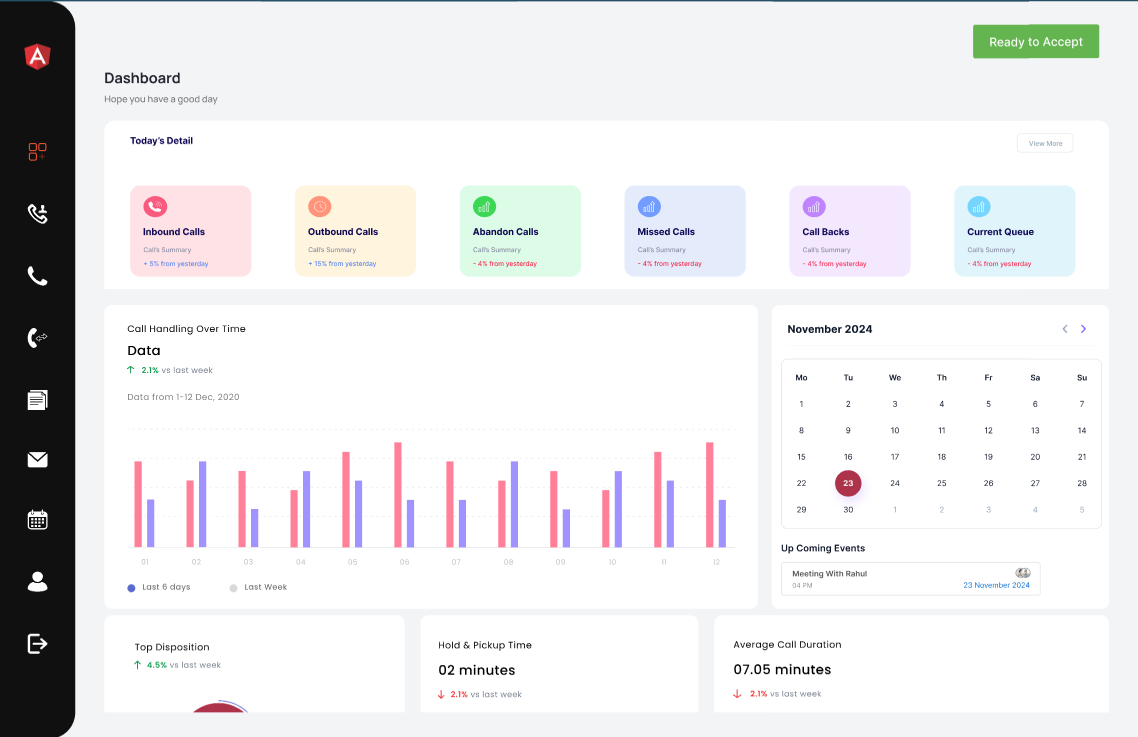 Ready to Accept
Dashboard
Hope you have a good day
Today's Detail
View More
Inbound Calls
Call's Summary
+ 5% from yesterday
Outbound Calls
Call's Summary
+ 15% from yesterday
Abandon Calls
Call's Summary
- 4% from yesterday
Missed Calls
Call's Summary
- 4% from yesterday
Call Backs
Call's Summary
- 4% from yesterday
Current Queue
Call's Summary
- 4% from yesterday
Call Handling Over Time
Data
2.1% vs last week
Data from 1-12 Dec, 2020
01 02 03 04 05 06 07 08 09 10 11 12
Last 6 days Last Week
November 2024
Mo Tu We Th Fr Sa Su
1 2 3 4 5 6 7
8 9 10 11 12 13 14
15 16 17 18 19 20 21
22 23 24 25 26 27 28
29 30 1 2 3 4 5
Up Coming Events
Meeting With Rahul
04 PM 23 November 2024
Top Disposition
4.5% vs last week
Hold & Pickup Time
02 minutes
2.1% vs last week
Average Call Duration
07.05 minutes
2.1% vs last week